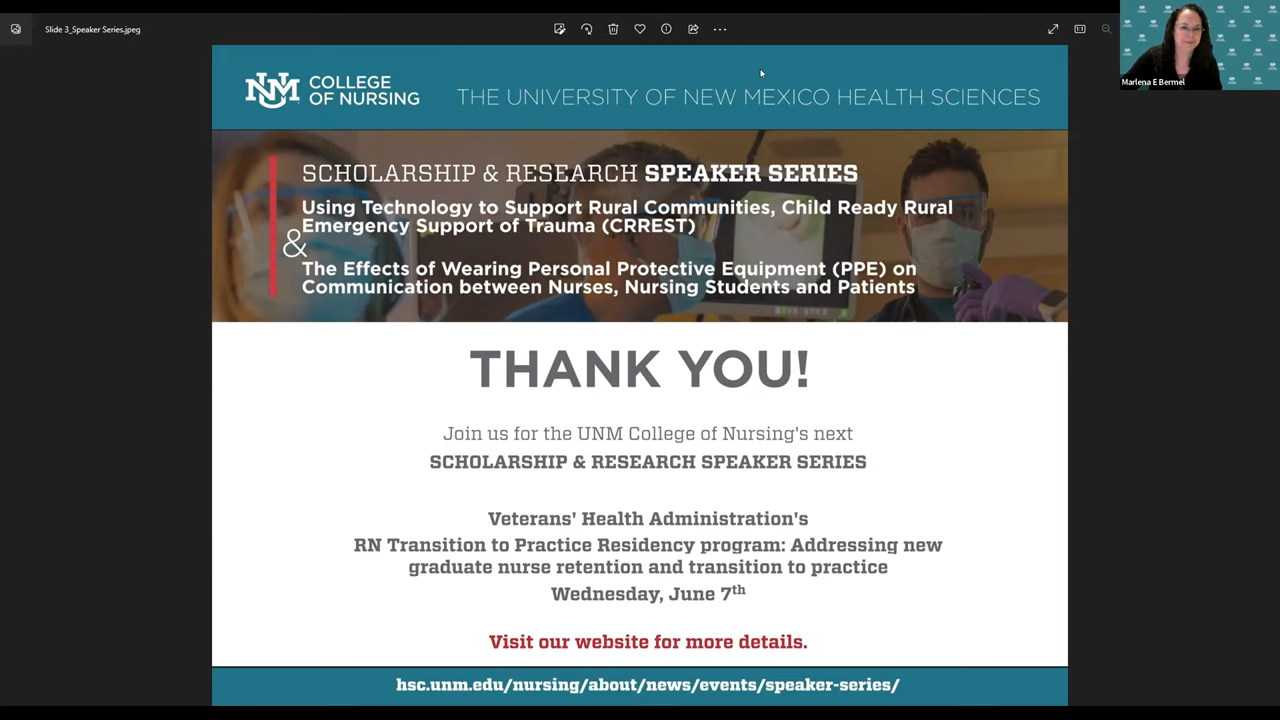 Slide 3_Speaker Series.jpeg
Marlena E Bermel
UNM COLLEGE
OF NURSING
THE UNIVERSITY OF NEW MEXICO HEALTH SCIENCES
SCHOLARSHIP & RESEARCH SPEAKER SERIES
Using Technology to Support Rural Communities, Child Ready Rural
Emergency Support of Trauma (CRREST)
&
The Effects of Wearing Personal Protective Equipment (PPE) on
Communication between Nurses, Nursing Students and Patients
THANK YOU!
Join us for the UNM College of Nursing's next
SCHOLARSHIP & RESEARCH SPEAKER SERIES
Veterans' Health Administration's
RN Transition to Practice Residency program: Addressing new
graduate nurse retention and transition to practice
Wednesday, June 7th
Visit our website for more details.
hsc.unm.edu/nursing/about/news/events/speaker-series/